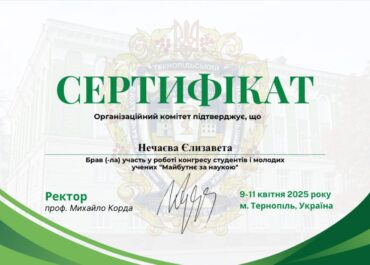 ТЕРНОПІЛЬСЬКИЙ
СЕРТИФІКАТ
Організаційний комітет підтверджує, що
Нечаєва Єлизавета
Брав (-ла) участь у роботі конгресу студентів і молодих
учених "Майбутнє за наукою"
Ректор
проф. Михайло Корда
9-11 квітня 2025 року
м. Тернопіль, Україна